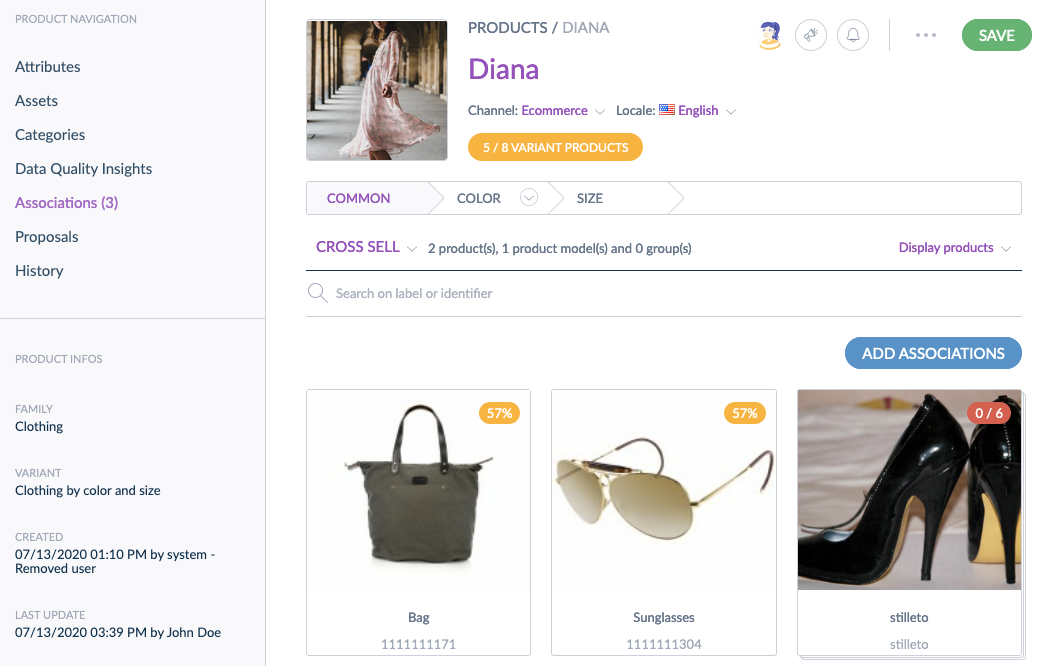 PRODUCT NAVIGATION
Attributes
Assets
Categories
Data Quality Insights
Associations (3)
Proposals
History
PRODUCT INFOS
FAMILY
Clothing
VARIANT
Clothing by color and size
CREATED
07/13/2020 01:10 PM by system -
Removed user
LAST UPDATE
07/13/2020 03:39 PM by John Doe
PRODUCTS / DIANA
SAVE
Diana
Channel: Ecommerce Locale: English
5 / 8 VARIANT PRODUCTS
COMMON COLOR SIZE
CROSS SELL 2 product(s), 1 product model(s) and 0 group(s) Display products
Search on label or identifier
ADD ASSOCIATIONS
57%
Bag
1111111171
57%
Sunglasses
1111111304
0 / 6
stilleto
stilleto